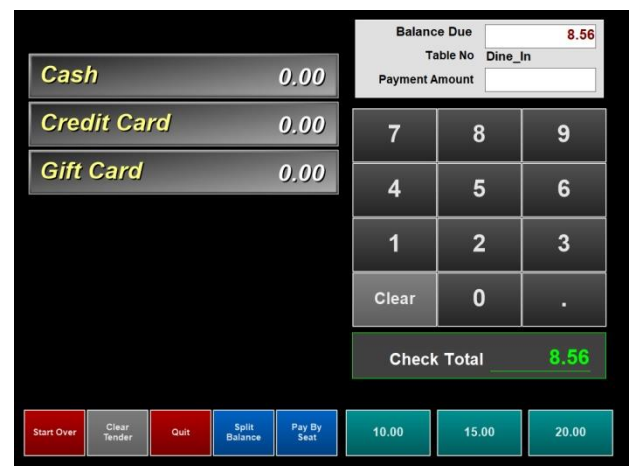 Balance Due 8.56
Table No Dine_In
Payment Amount
Cash 0.00
Credit Card 0.00
Gift Card 0.00
7 8 9
4 5 6
1 2 3
Clear 0 .
Check Total 8.56
Start Over
Clear
Tender
Quit
Split
Balance
Pay By
Seat
10.00
15.00
20.00